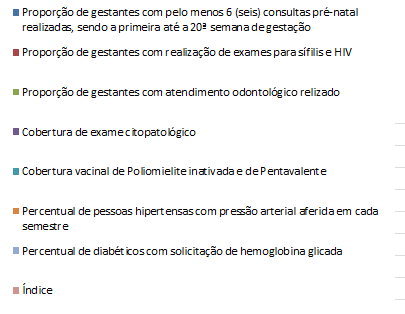 Proporção de gestantes com pelo menos 6 (seis) consultas pré-natal
realizadas, sendo a primeira até a 20ª semana de gestação
Proporção de gestantes com realização de exames para sífilis e HIV
Proporção de gestantes com atendimento odontológico relizado
Cobertura de exame citopatológico
Cobertura vacinal de Poliomielite inativada e de Pentavalente
Percentual de pessoas hipertensas com pressão arterial aferida em cada
semestre
Percentual de diabéticos com solicitação de hemoglobina glicada
Índice